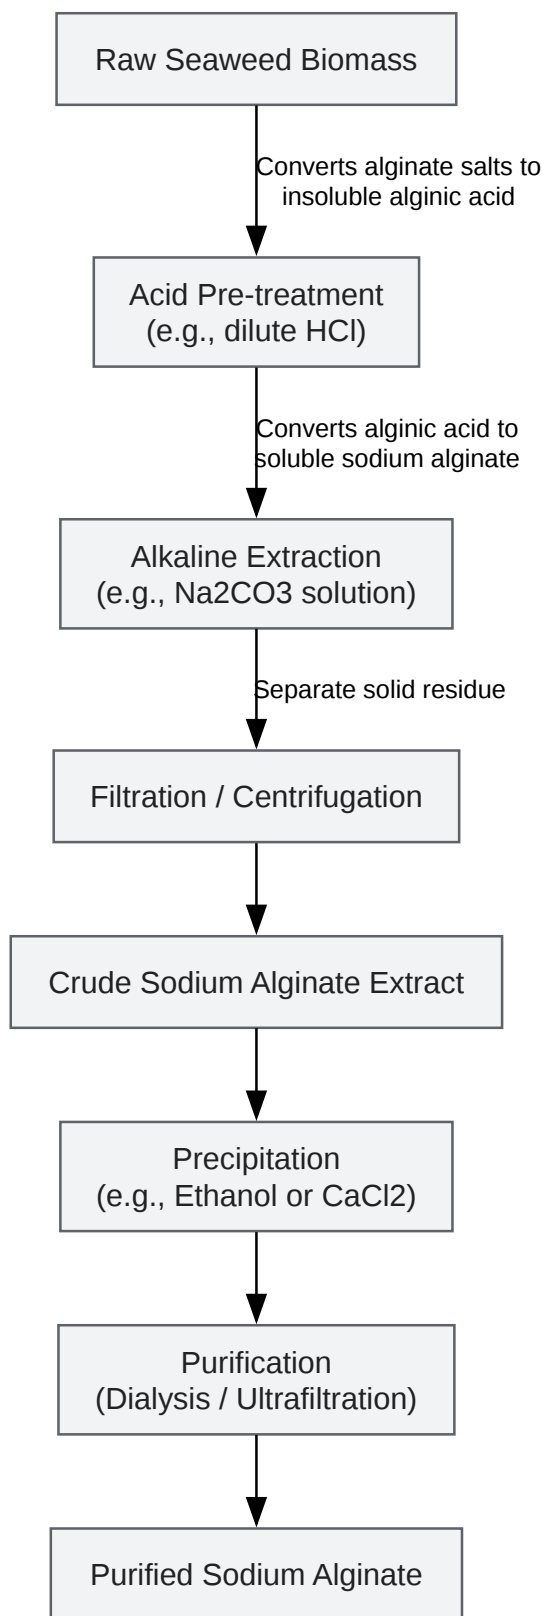 Raw Seaweed Biomass
Converts alginate salts to
insoluble alginic acid
Acid Pre-treatment
(e.g., dilute HCl)
Converts alginic acid to
soluble sodium alginate
Alkaline Extraction
(e.g., Na2CO3 solution)
Separate solid residue
Filtration / Centrifugation
Crude Sodium Alginate Extract
Precipitation
(e.g., Ethanol or CaCl2)
Purification
(Dialysis / Ultrafiltration)
Purified Sodium Alginate